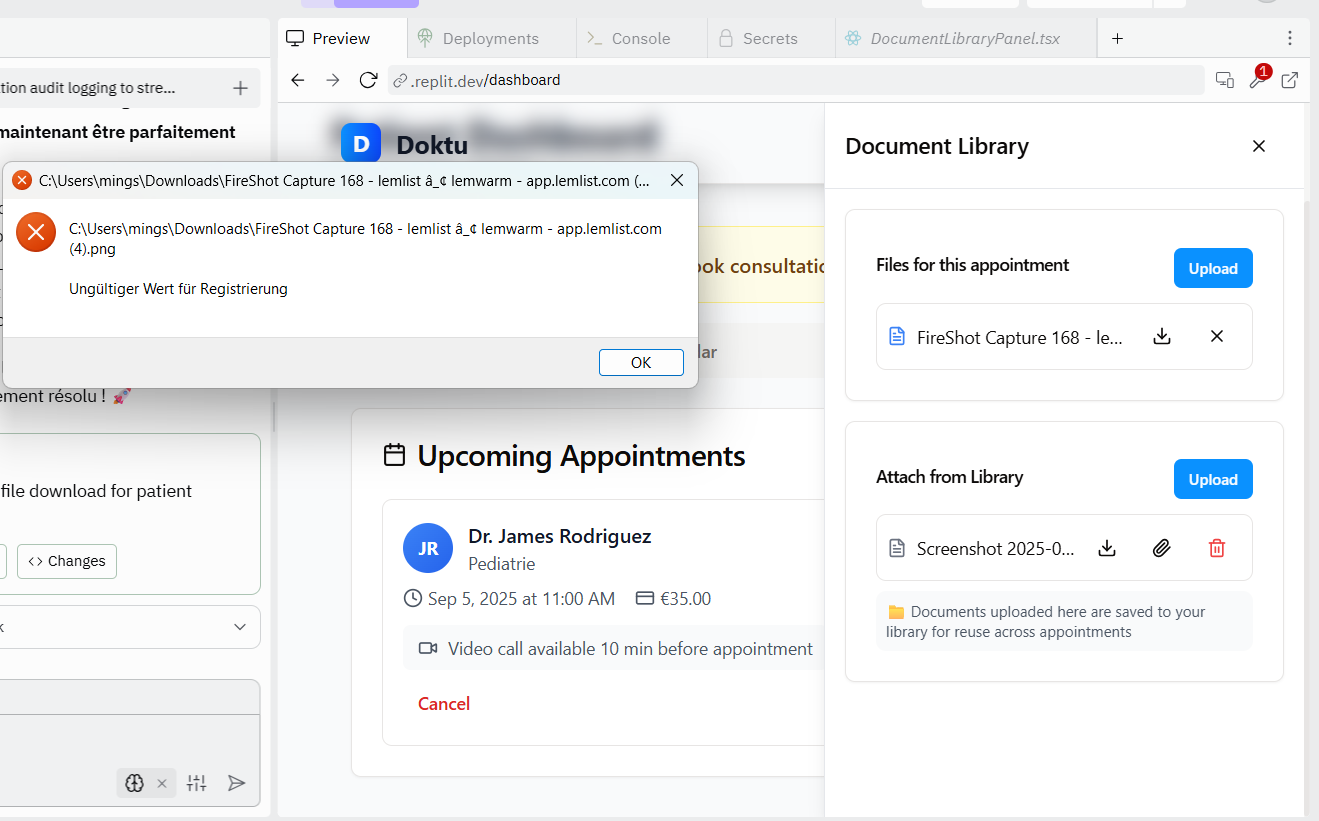 Preview
Deployments
Console
Secrets
DocumentLibraryPanel.tsx
tion audit logging to stre...
.replit.dev/dashboard
1
maintenant être parfaitement
D Doktu
Document Library
C:\Users\mings\Downloads\FireShot Capture 168 - lemlist â_¢ lemwarm - app.lemlist.com (...
C:\Users\mings\Downloads\FireShot Capture 168 - lemlist â_¢ lemwarm - app.lemlist.com
(4).png
Ungültiger Wert für Registrierung
OK
ook consultatio
lar
Files for this appointment
Upload
FireShot Capture 168 - le...
ment résolu ! 🚀
Upcoming Appointments
Attach from Library
Upload
file download for patient
Changes
JR
Dr. James Rodriguez
Pediatrie
Screenshot 2025-0...
Sep 5, 2025 at 11:00 AM
€35.00
Documents uploaded here are saved to your
library for reuse across appointments
Video call available 10 min before appointment
Cancel